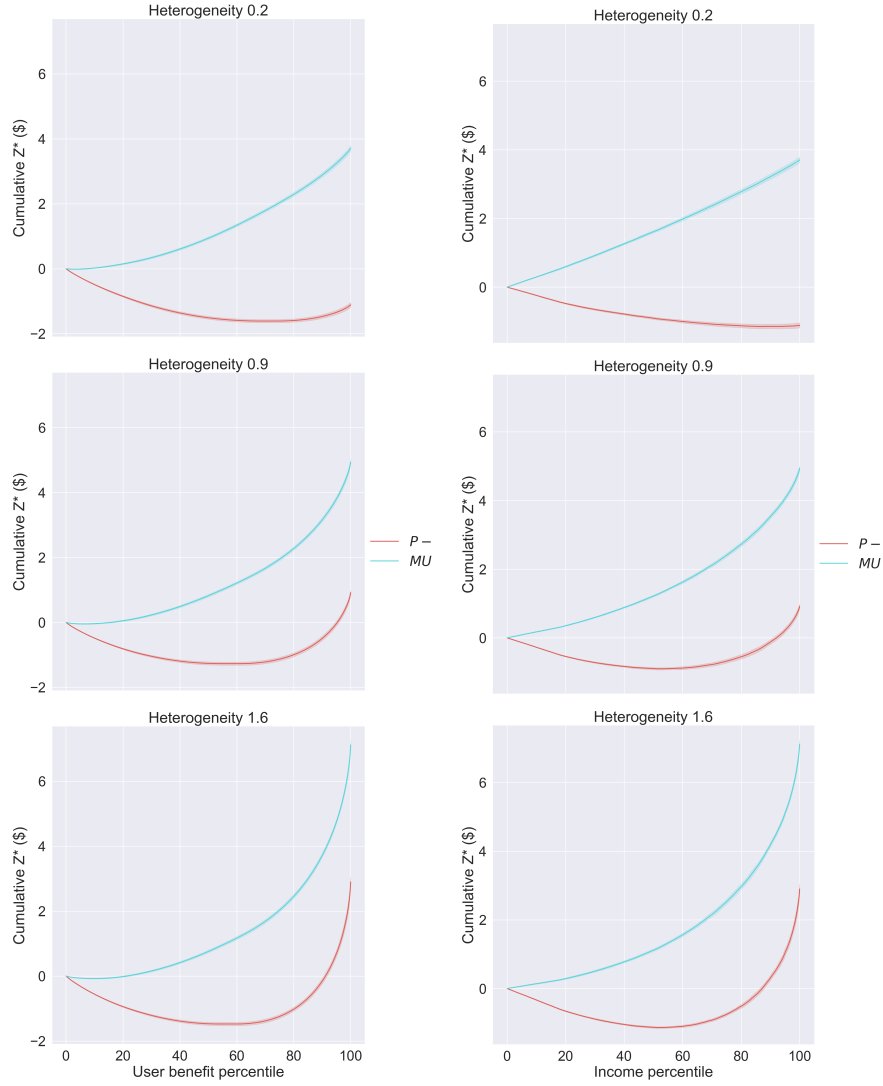 Heterogeneity 0.2
Cumulative Z* ($)
6
4
2
0
−2
Heterogeneity 0.2
Cumulative Z* ($)
6
4
2
0
Heterogeneity 0.9
Cumulative Z* ($)
6
4
2
0
−2
P −
MU
Heterogeneity 0.9
Cumulative Z* ($)
6
4
2
0
P −
MU
Heterogeneity 1.6
Cumulative Z* ($)
6
4
2
0
−2
0 20 40 60 80 100
User benefit percentile
Heterogeneity 1.6
Cumulative Z* ($)
6
4
2
0
0 20 40 60 80 100
Income percentile